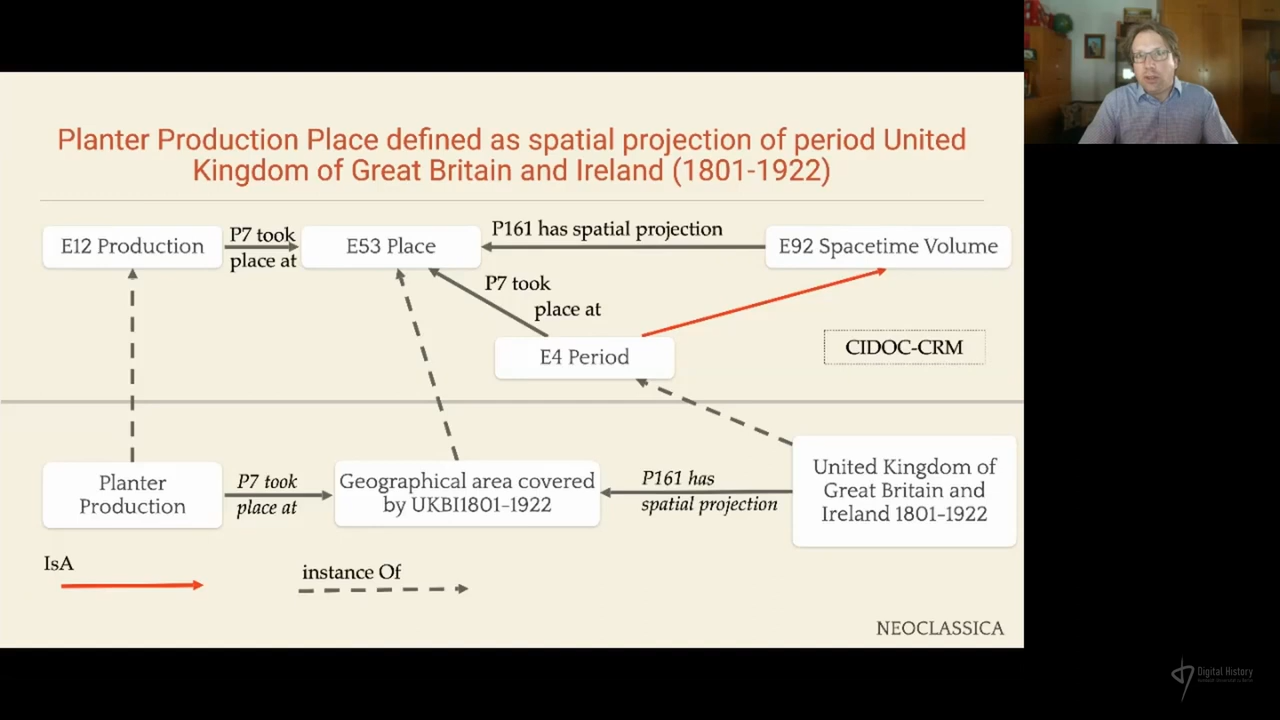 Planter Production Place defined as spatial projection of period United
Kingdom of Great Britain and Ireland (1801-1922)
E12 Production
P7 took
place at
E53 Place
P161 has spatial projection
E92 Spacetime Volume
P7 took
place at
E4 Period
CIDOC-CRM
Planter
Production
P7 took
place at
Geographical area covered
by UKBI1801-1922
P161 has
spatial projection
United Kingdom of
Great Britain and
Ireland 1801-1922
IsA
instance Of
NEOCLASSICA
Digital History